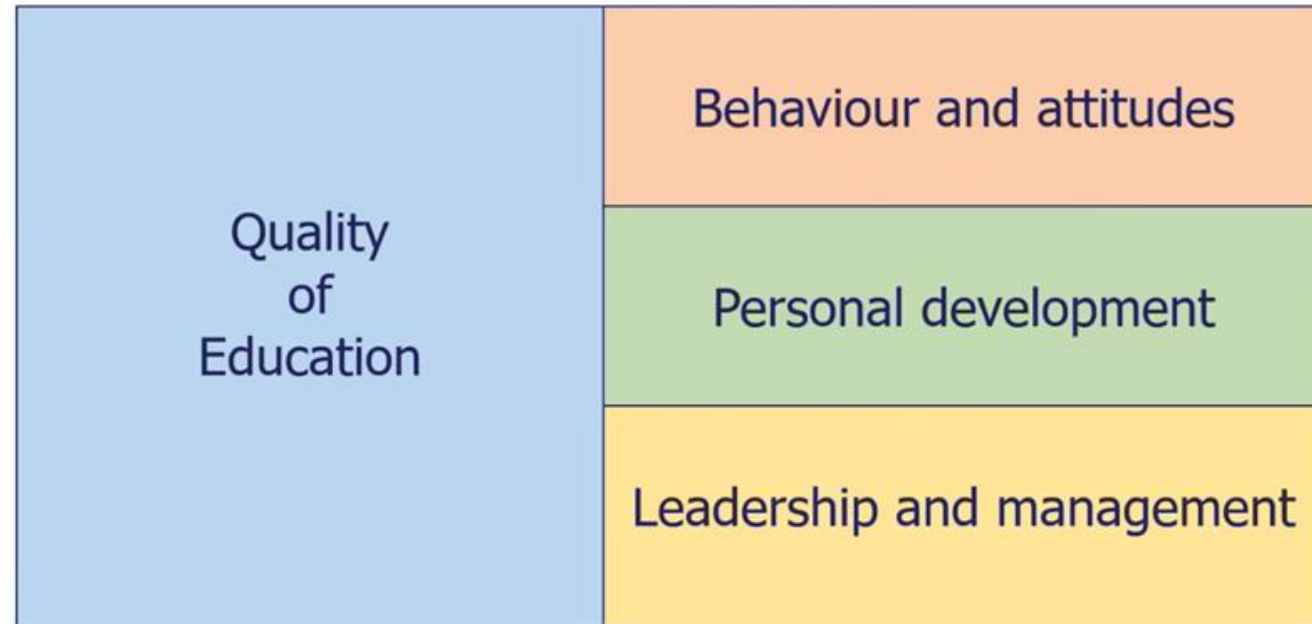 Quality
of
Education
Behaviour and attitudes
Personal development
Leadership and management